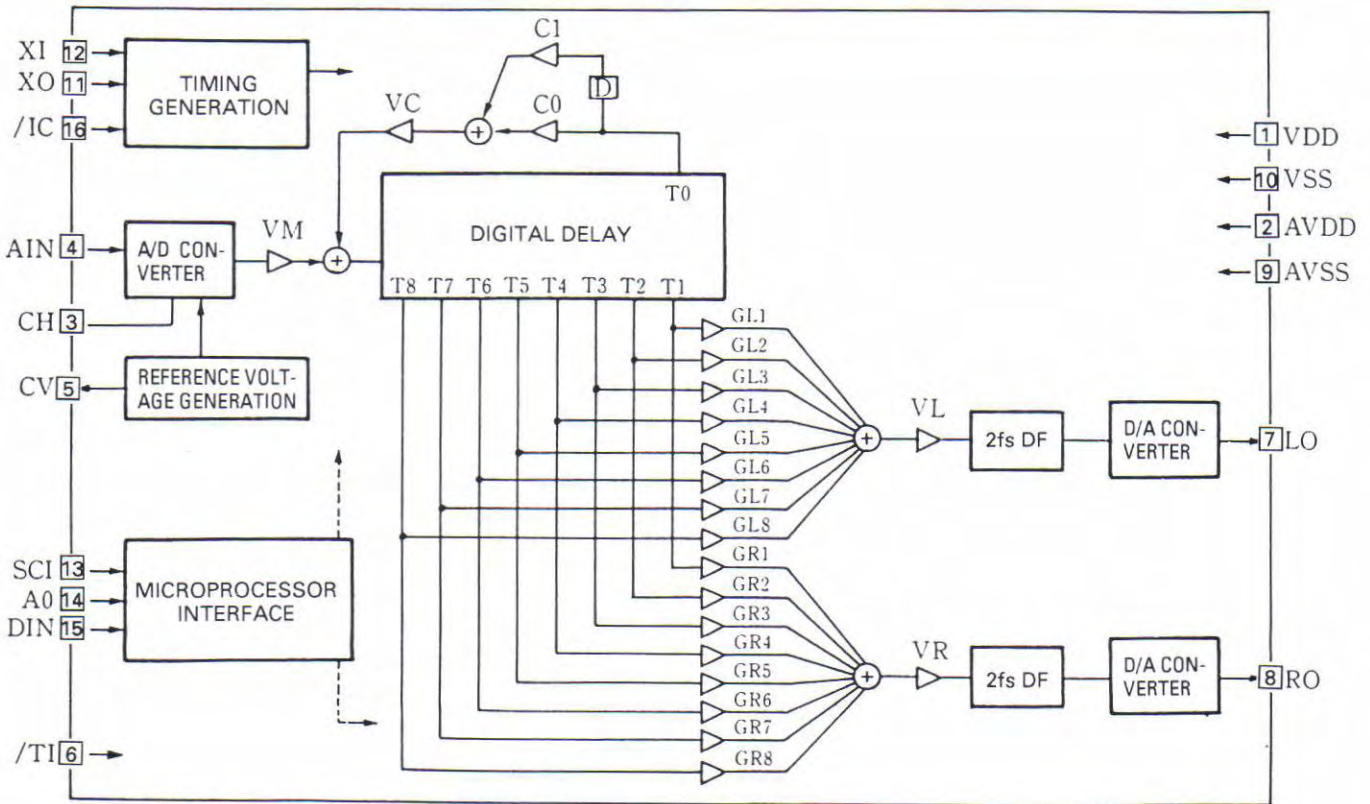 XI 12
XO 11
/IC 16
TIMING
GENERATION
C1
D
C0
VC
+
1 VDD
10 VSS
2 AVDD
9 AVSS
AIN 4
CH 3
CV 5
A/D CON-
VERTER
VM
+
REFERENCE VOLT-
AGE GENERATION
T0
DIGITAL DELAY
T8 T7 T6 T5 T4 T3 T2 T1
GL1
GL2
GL3
GL4
GL5
GL6
GL7
GL8
+
VL
2fs DF
D/A CON-
VERTER
7 LO
GR1
GR2
GR3
GR4
GR5
GR6
GR7
GR8
+
VR
2fs DF
D/A CON-
VERTER
8 RO
SCI 13
A0 14
DIN 15
MICROPROCESSOR
INTERFACE
/TI 6